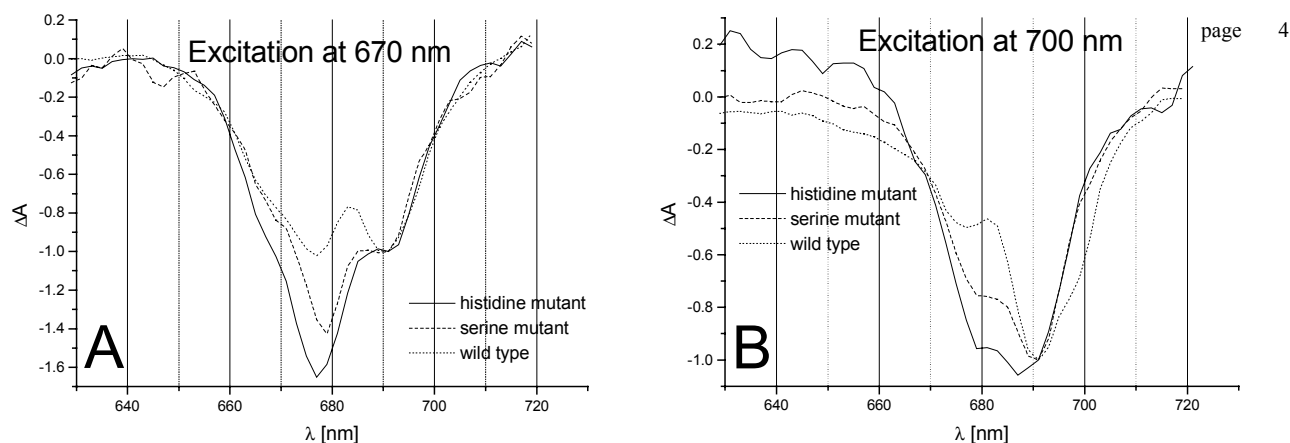 page 4
Excitation at 670 nm
0.2
0.0
-0.2
-0.4
-0.6
-0.8
-1.0
-1.2
-1.4
-1.6
ΔA
histidine mutant
serine mutant
wild type
A
640 660 680 700 720
λ [nm]
Excitation at 700 nm
0.2
0.0
-0.2
-0.4
-0.6
-0.8
-1.0
ΔA
histidine mutant
serine mutant
wild type
B
640 660 680 700 720
λ [nm]